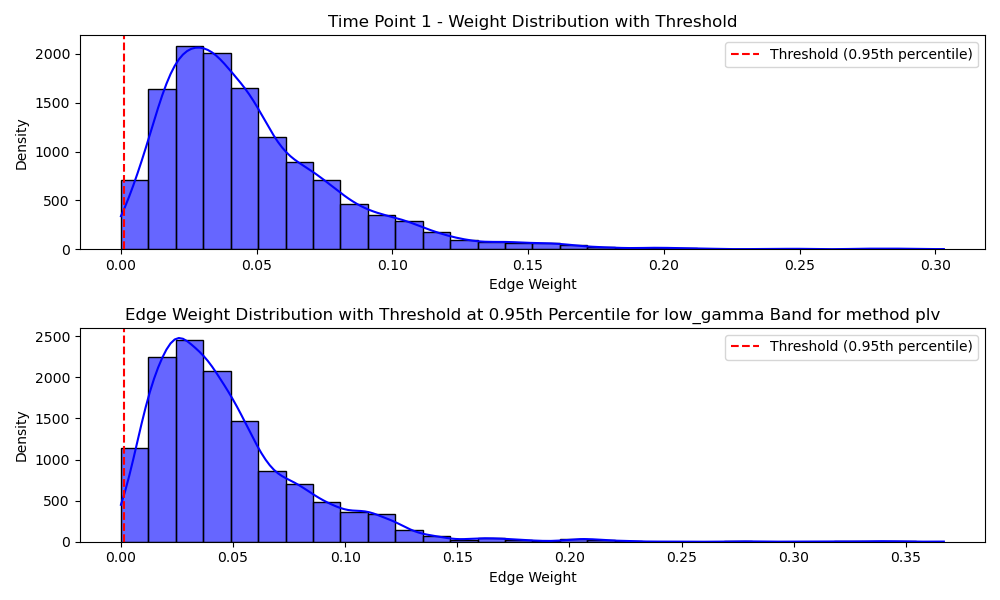 Time Point 1 - Weight Distribution with Threshold
Threshold (0.95th percentile)
Density
2000
1500
1000
500
0
0.00 0.05 0.10 0.15 0.20 0.25 0.30
Edge Weight
Edge Weight Distribution with Threshold at 0.95th Percentile for low_gamma Band for method plv
Threshold (0.95th percentile)
Density
2500
2000
1500
1000
500
0
0.00 0.05 0.10 0.15 0.20 0.25 0.30 0.35
Edge Weight